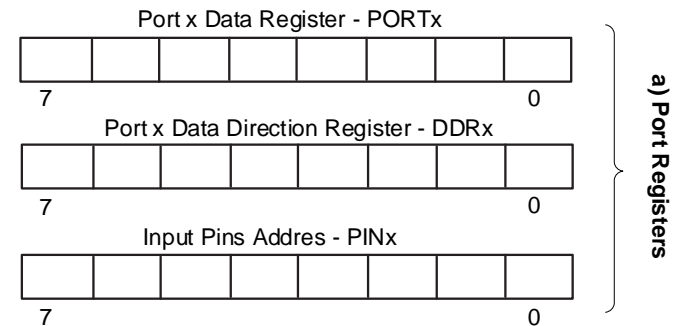 Port x Data Register - PORTx
7 0
Port x Data Direction Register - DDRx
7 0
Input Pins Addres - PINx
7 0
a) Port Registers